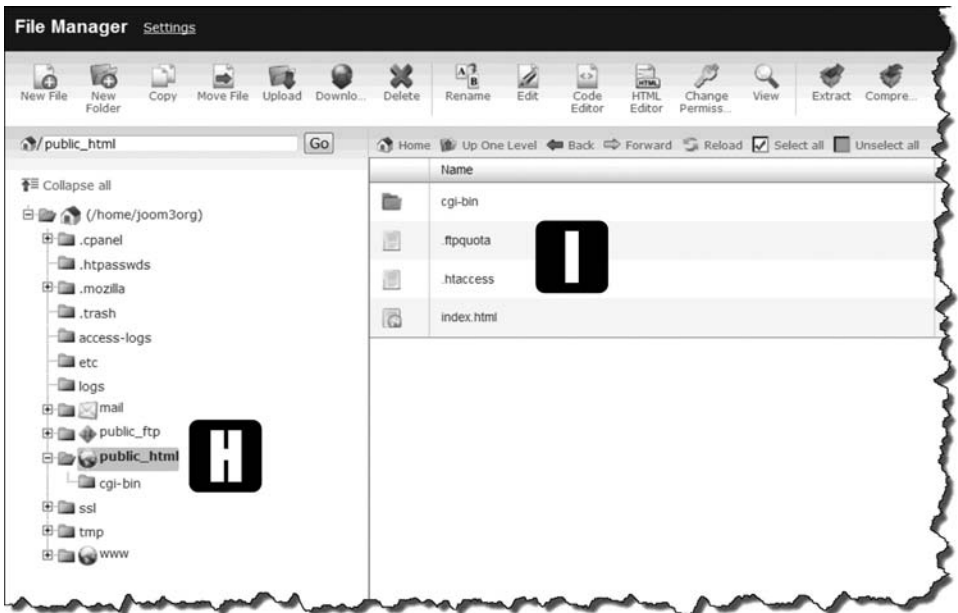 File Manager Settings
New File
New Folder
Copy
Move File
Upload
Downlo...
Delete
A B
Rename
Edit
<>
Code Editor
HTML
HTML Editor
Change Permiss...
View
Extract
Compre...
/public_html Go
Home Up One Level Back Forward Reload Select all Unselect all
Collapse all
(/home/joom3org)
.cpanel
.htpasswds
.mozilla
.trash
access-logs
etc
logs
mail
public_ftp
public_html
cgi-bin
ssl
tmp
www
H
Name
cgi-bin
.ftpquota
.htaccess
index.html
I